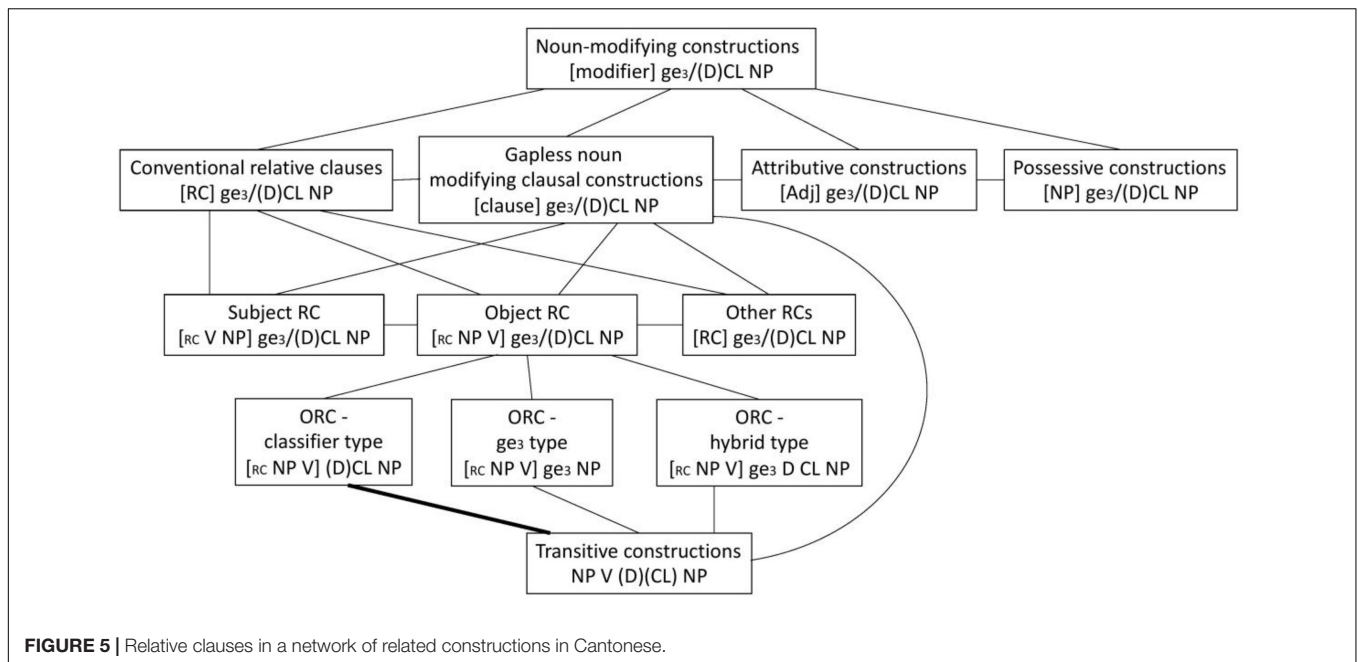 Noun-modifying constructions
[modifier] ge₃/(D)CL NP
Conventional relative clauses
[RC] ge₃/(D)CL NP
Gapless noun
modifying clausal constructions
[clause] ge₃/(D)CL NP
Attributive constructions
[Adj] ge₃/(D)CL NP
Possessive constructions
[NP] ge₃/(D)CL NP
Subject RC
[RC V NP] ge₃/(D)CL NP
Object RC
[RC NP V] ge₃/(D)CL NP
Other RCs
[RC] ge₃/(D)CL NP
ORC -
classifier type
[RC NP V] (D)CL NP
ORC -
ge₃ type
[RC NP V] ge₃ NP
ORC -
hybrid type
[RC NP V] ge₃ D CL NP
Transitive constructions
NP V (D)(CL) NP
FIGURE 5 | Relative clauses in a network of related constructions in Cantonese.